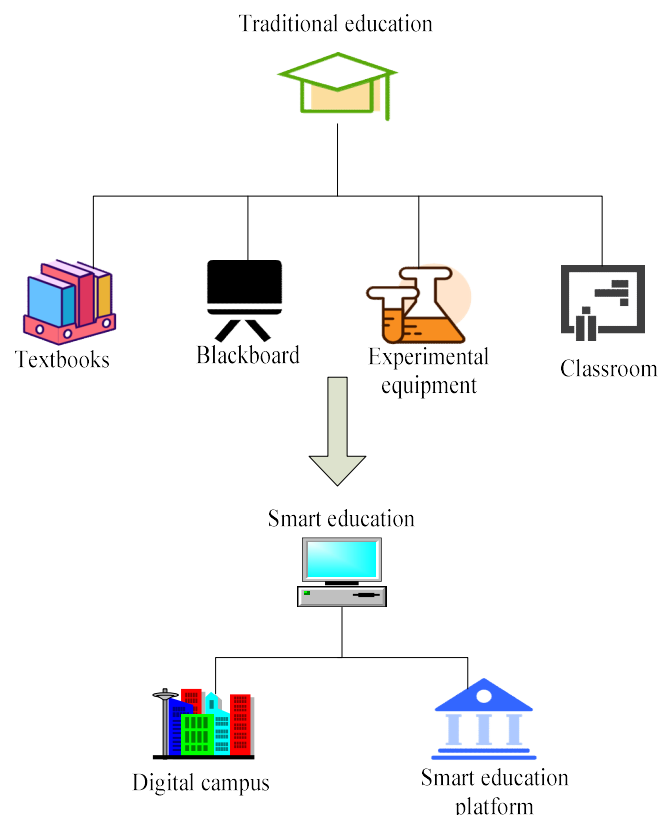 Traditional education
Textbooks
Blackboard
Experimental
equipment
Classroom
Smart education
Digital campus
Smart education
platform